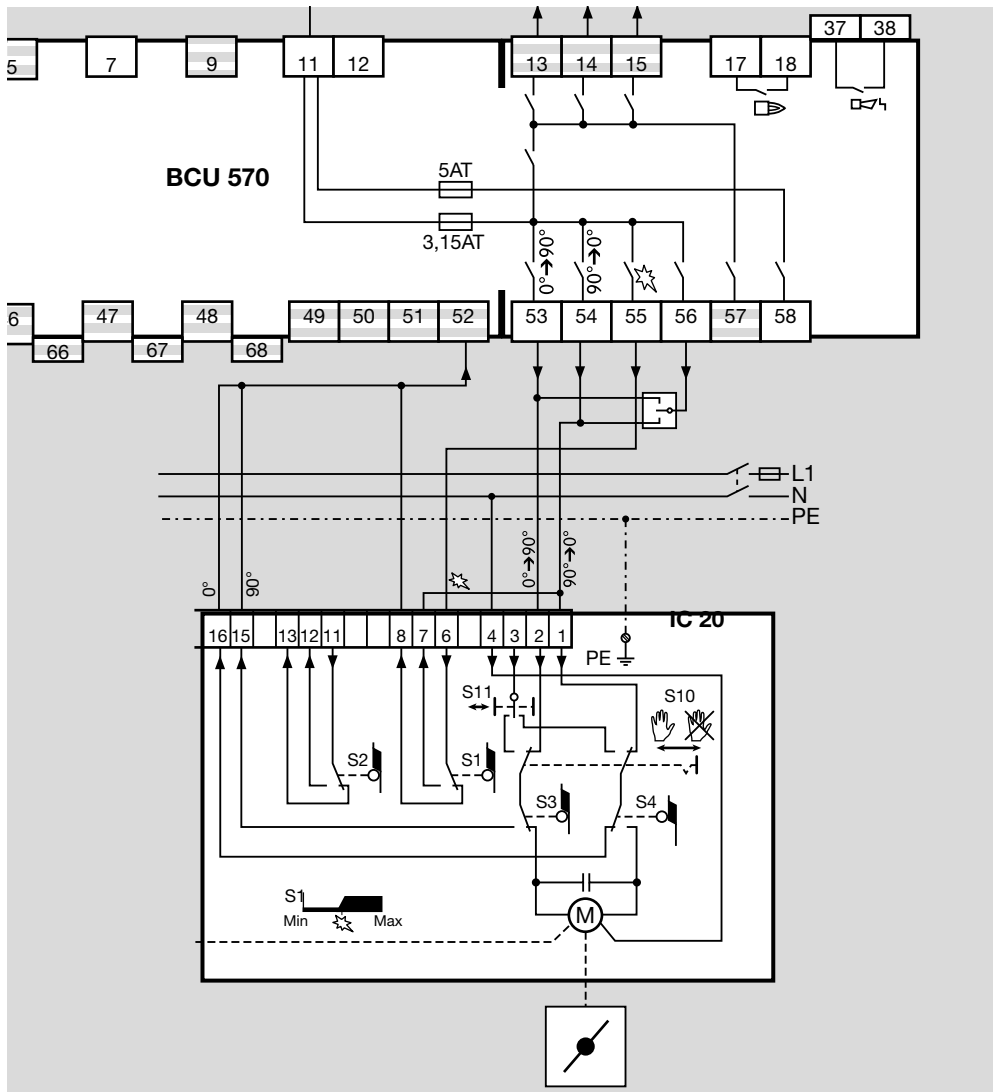 37 38
5 7 9 11 12 13 14 15 17 18
BCU 570
5AT
3,15AT
0°➔90°
90°➔0°
6 47 48 49 50 51 52 53 54 55 56 57 58
66 67 68
L1
N
PE
0°
90°
0°➔90°
90°➔0°
IC 20
16 15 13 12 11 8 7 6 4 3 2 1
PE
S11
S10
S2
S1
S3
S4
S1
Min Max
M